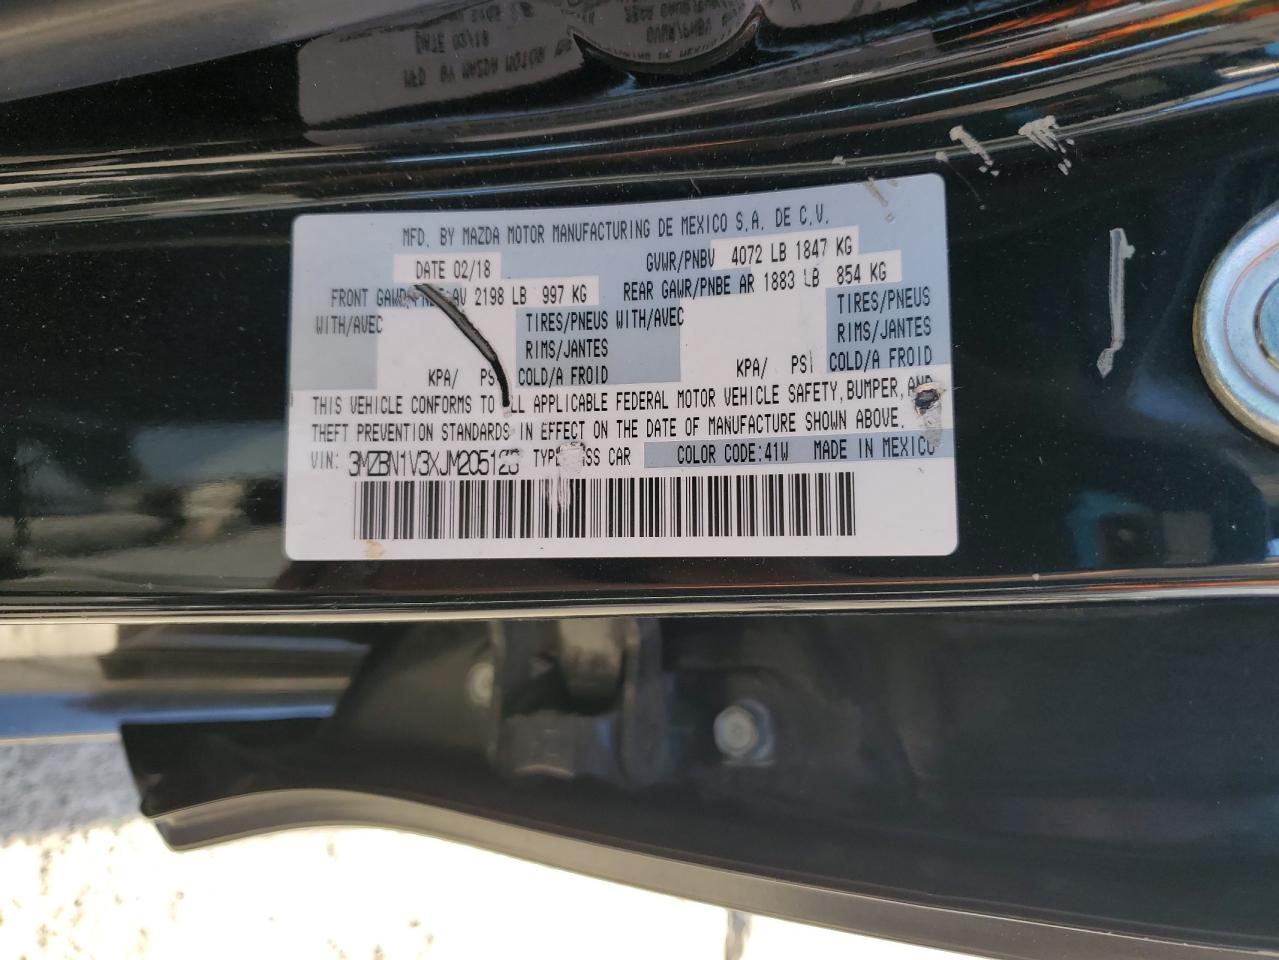 MFD. BY MAZDA MOTOR MANUFACTURING DE MEXICO S.A. DE C.V.
DATE 02/18 GVWR/PNBV 4072 LB 1847 KG
FRONT AV 2198 LB 997 KG REAR GAWR/PNBE AR 1883 LB 854 KG
WITH/AVEC TIRES/PNEUS WITH/AVEC TIRES/PNEUS
RIMS/JANTES RIMS/JANTES
KPA/ PSI COLD/A FROID KPA/ PSI COLD/A FROID
THIS VEHICLE CONFORMS TO ALL APPLICABLE FEDERAL MOTOR VEHICLE SAFETY, BUMPER, AND
THEFT PREVENTION STANDARDS IN EFFECT ON THE DATE OF MANUFACTURE SHOWN ABOVE.
VIN: CAR COLOR CODE:41W MADE IN MEXICO